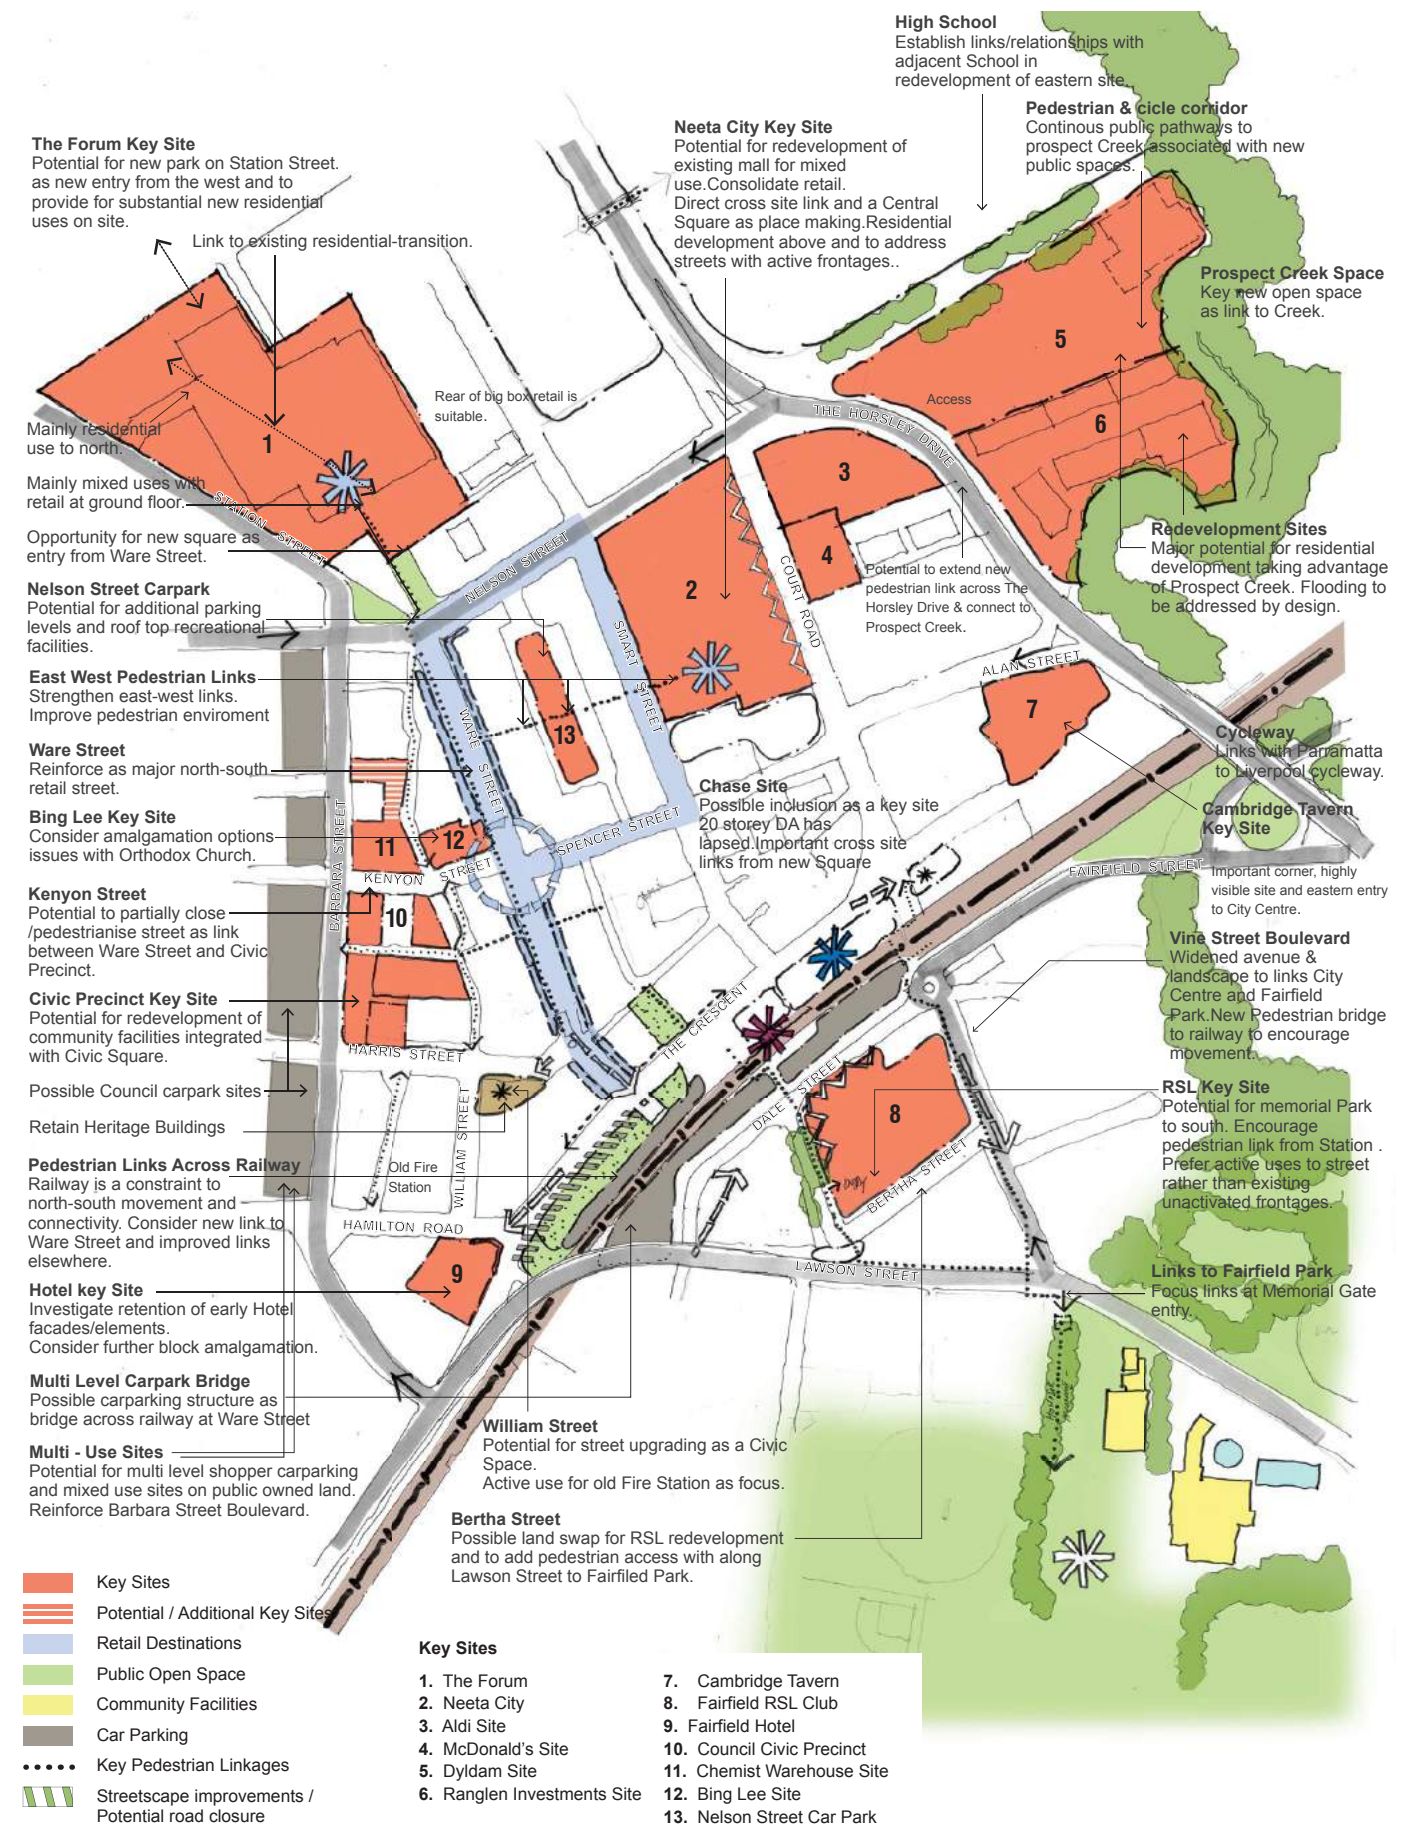 High School
Establish links/relationships with
adjacent School in
redevelopment of eastern site.
Pedestrian & cicle corridor
Continous public pathways to
prospect Creek associated with new
public spaces.
The Forum Key Site
Potential for new park on Station Street.
as new entry from the west and to
provide for substantial new residential
uses on site.
Link to existing residential-transition.
Neeta City Key Site
Potential for redevelopment of
existing mall for mixed
use.Consolidate retail.
Direct cross site link and a Central
Square as place making.Residential
development above and to address
streets with active frontages..
Prospect Creek Space
Key new open space
as link to Creek.
Rear of big box retail is
suitable.
Access
THE HORSLEY DRIVE
Mainly residential
use to north.
Mainly mixed uses with
retail at ground floor.
STATION STREET
Opportunity for new square as
entry from Ware Street.
Nelson Street Carpark
Potential for additional parking
levels and roof top recreational
facilities.
East West Pedestrian Links
Strengthen east-west links.
Improve pedestrian enviroment
Ware Street
Reinforce as major north-south
retail street.
Bing Lee Key Site
Consider amalgamation options
issues with Orthodox Church.
Kenyon Street
Potential to partially close
/pedestrianise street as link
between Ware Street and Civic
Precinct.
Civic Precinct Key Site
Potential for redevelopment of
community facilities integrated
with Civic Square.
Possible Council carpark sites
Retain Heritage Buildings
Pedestrian Links Across Railway
Railway is a constraint to
north-south movement and
connectivity. Consider new link to
Ware Street and improved links
elsewhere.
Hotel key Site
Investigate retention of early Hotel
facades/elements.
Consider further block amalgamation.
Multi Level Carpark Bridge
Possible carparking structure as
bridge across railway at Ware Street
Multi - Use Sites
Potential for multi level shopper carparking
and mixed use sites on public owned land.
Reinforce Barbara Street Boulevard.
1
2
3
4
5
6
7
8
9
10
11
12
13
NELSON STREET
SMART STREET
COURT ROAD
WARE STREET
SPENCER STREET
BARBARA STREET
KENYON STREET
HARRIS STREET
WILLIAM STREET
HAMILTON ROAD
THE CRESCENT
DALE STREET
BERTHA STREET
LAWSON STREET
ALAN STREET
FAIRFIELD STREET
Old Fire
Station
Potential to extend new
pedestrian link across The
Horsley Drive & connect to
Prospect Creek.
Redevelopment Sites
Major potential for residential
development taking advantage
of Prospect Creek. Flooding to
be addressed by design.
Chase Site
Possible inclusion as a key site
20 storey DA has
lapsed.Important cross site
links from new Square
Cycleway
Links with Parramatta
to Liverpool cycleway.
Cambridge Tavern
Key Site
Important corner, highly
visible site and eastern entry
to City Centre.
Vine Street Boulevard
Widened avenue &
landscape to links City
Centre and Fairfield
Park.New Pedestrian bridge
to railway to encourage
movement.
RSL Key Site
Potential for memorial Park
to south. Encourage
pedestrian link from Station .
Prefer active uses to street
rather than existing
unactivated frontages.
Links to Fairfield Park
Focus links at Memorial Gate
entry.
William Street
Potential for street upgrading as a Civic
Space.
Active use for old Fire Station as focus.
Bertha Street
Possible land swap for RSL redevelopment
and to add pedestrian access with along
Lawson Street to Fairfiled Park.
Key Sites
Potential / Additional Key Sites
Retail Destinations
Public Open Space
Community Facilities
Car Parking
Key Pedestrian Linkages
Streetscape improvements /
Potential road closure
Key Sites
1. The Forum
2. Neeta City
3. Aldi Site
4. McDonald's Site
5. Dyldam Site
6. Ranglen Investments Site
7. Cambridge Tavern
8. Fairfield RSL Club
9. Fairfield Hotel
10. Council Civic Precinct
11. Chemist Warehouse Site
12. Bing Lee Site
13. Nelson Street Car Park